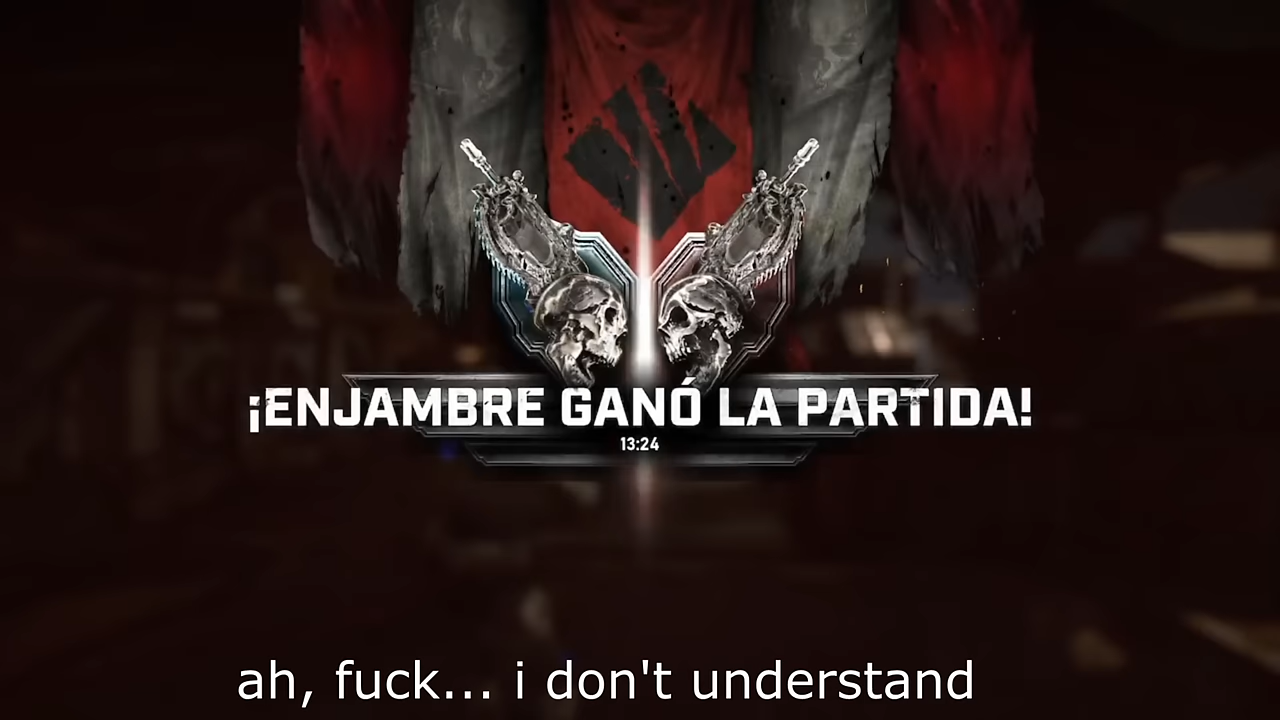 ¡ENJAMBRE GANÓ LA PARTIDA!
13:24
ah, fuck... i don't understand